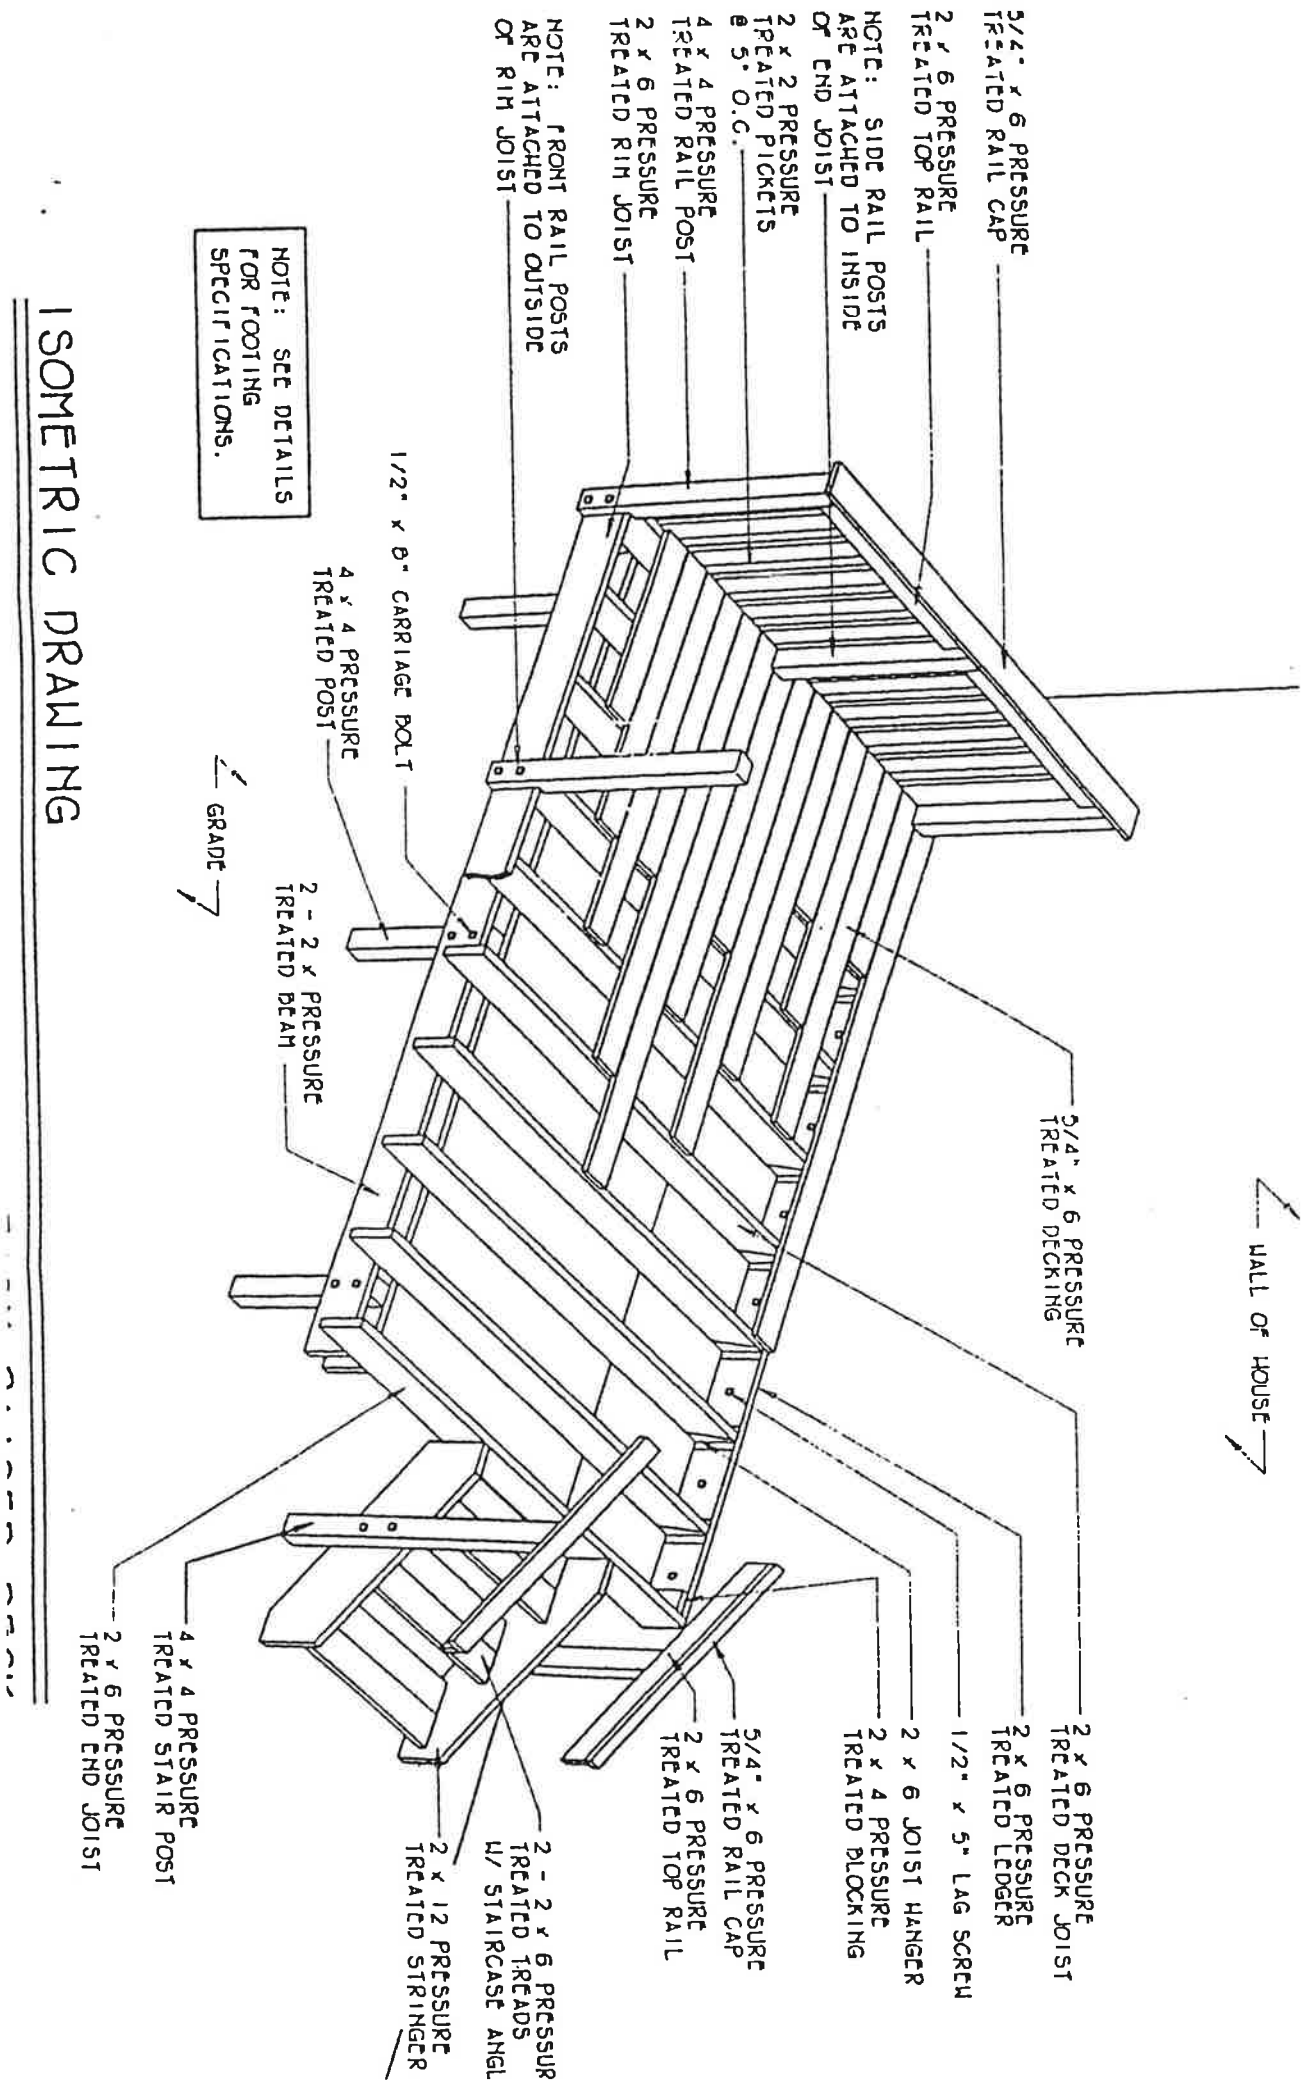 5/4" x 6 PRESSURE
TREATED RAIL CAP
2 x 6 PRESSURE
TREATED TOP RAIL
NOTE: SIDE RAIL POSTS
ARE ATTACHED TO INSIDE
OF END JOIST
2 x 2 PRESSURE
TREATED PICKETS
@ 5" O.C.
4 x 4 PRESSURE
TREATED RAIL POST
2 x 6 PRESSURE
TREATED RIM JOIST
NOTE: FRONT RAIL POSTS
ARE ATTACHED TO OUTSIDE
OF RIM JOIST
WALL OF HOUSE
5/4" x 6 PRESSURE
TREATED DECKING
2 x 6 PRESSURE
TREATED DECK JOIST
2 x 6 PRESSURE
TREATED LEDGER
1/2" x 5" LAG SCREW
2 x 6 JOIST HANGER
2 x 4 PRESSURE
TREATED BLOCKING
5/4" x 6 PRESSURE
TREATED RAIL CAP
2 x 6 PRESSURE
TREATED TOP RAIL
2 - 2 x 6 PRESSUR
TREATED TREADS
W/ STAIRCASE ANGL
2 x 12 PRESSURE
TREATED STRINGER
4 x 4 PRESSURE
TREATED STAIR POST
2 x 6 PRESSURE
TREATED END JOIST
1/2" x 8" CARRIAGE BOLT
4 x 4 PRESSURE
TREATED POST
2 - 2 x PRESSURE
TREATED BEAM
GRADE
NOTE: SEE DETAILS
FOR FOOTING
SPECIFICATIONS.
ISOMETRIC DRAWING